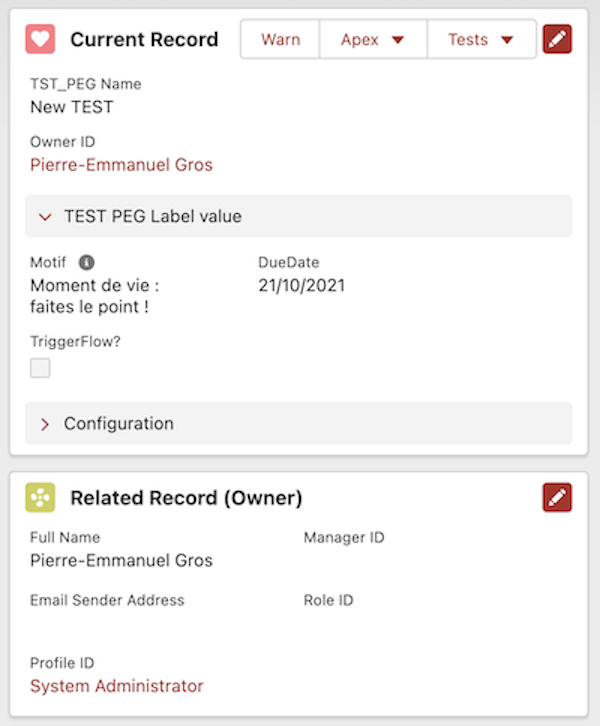 Current Record
Warn
Apex
Tests
TST_PEG Name
New TEST
Owner ID
Pierre-Emmanuel Gros
TEST PEG Label value
Motif
DueDate
Moment de vie :
faites le point !
21/10/2021
TriggerFlow?
Configuration
Related Record (Owner)
Full Name
Manager ID
Pierre-Emmanuel Gros
Email Sender Address
Role ID
Profile ID
System Administrator